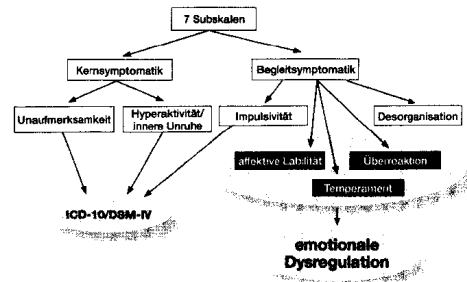 7 Subskalen
Kernsymptomatik
Begleitsymptomatik
Unaufmerksamkeit
Hyperaktivität/
innere Unruhe
Impulsivität
Desorganisation
affektive Labilität
Überreaktion
Temperament
ICD-10/DSM-IV
emotionale
Dysregulation